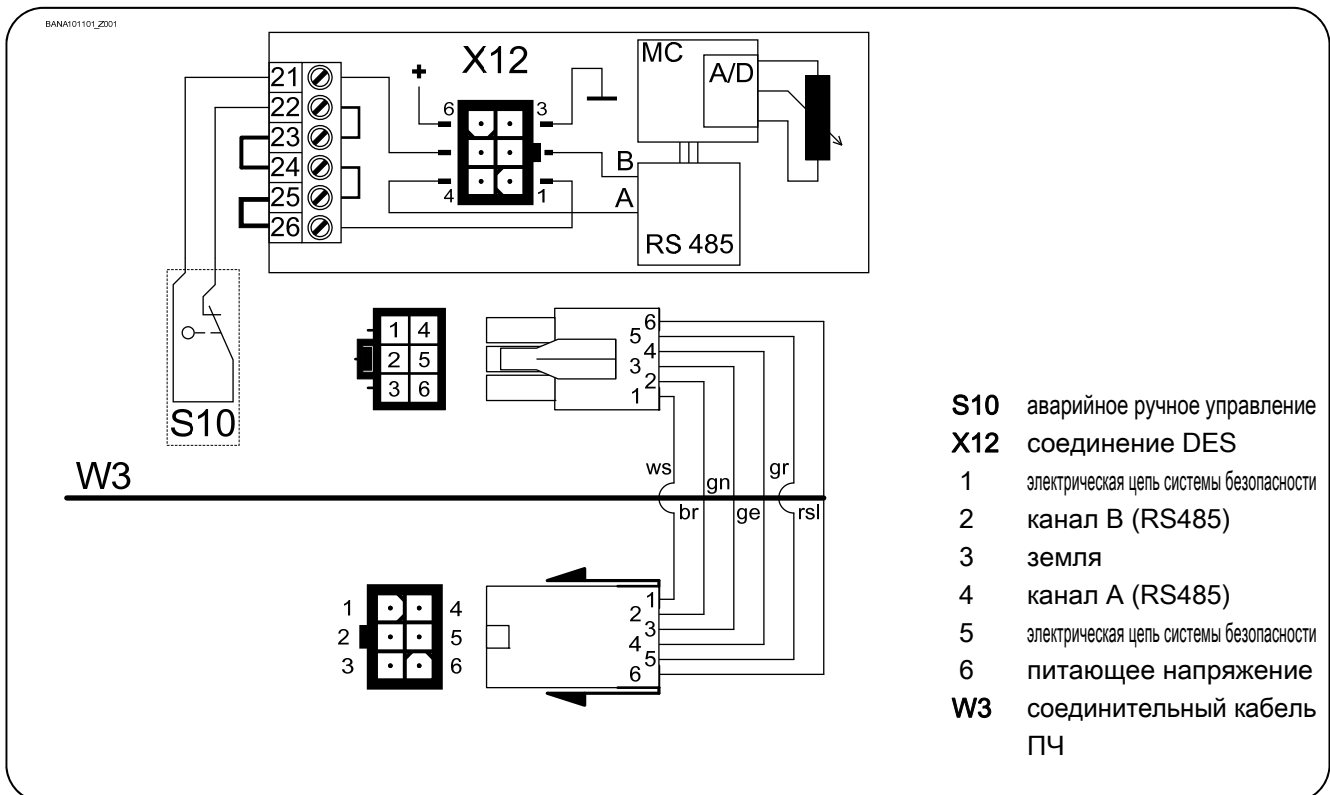 BANA101101_Z001
X12
MC
A/D
+
21
22
23
24
25
26
6
3
4
1
B
A
RS 485
S10
1 4
2 5
3 6
6
5
4
3
2
1
W3
ws
gr
gn
br
ge
rsl
1 4
2 5
3 6
1
2
3
4
5
6
S10 аварийное ручное управление
X12 соединение DES
1 электрическая цепь системы безопасности
2 канал B (RS485)
3 земля
4 канал A (RS485)
5 электрическая цепь системы безопасности
6 питающее напряжение
W3 соединительный кабель
ПЧ